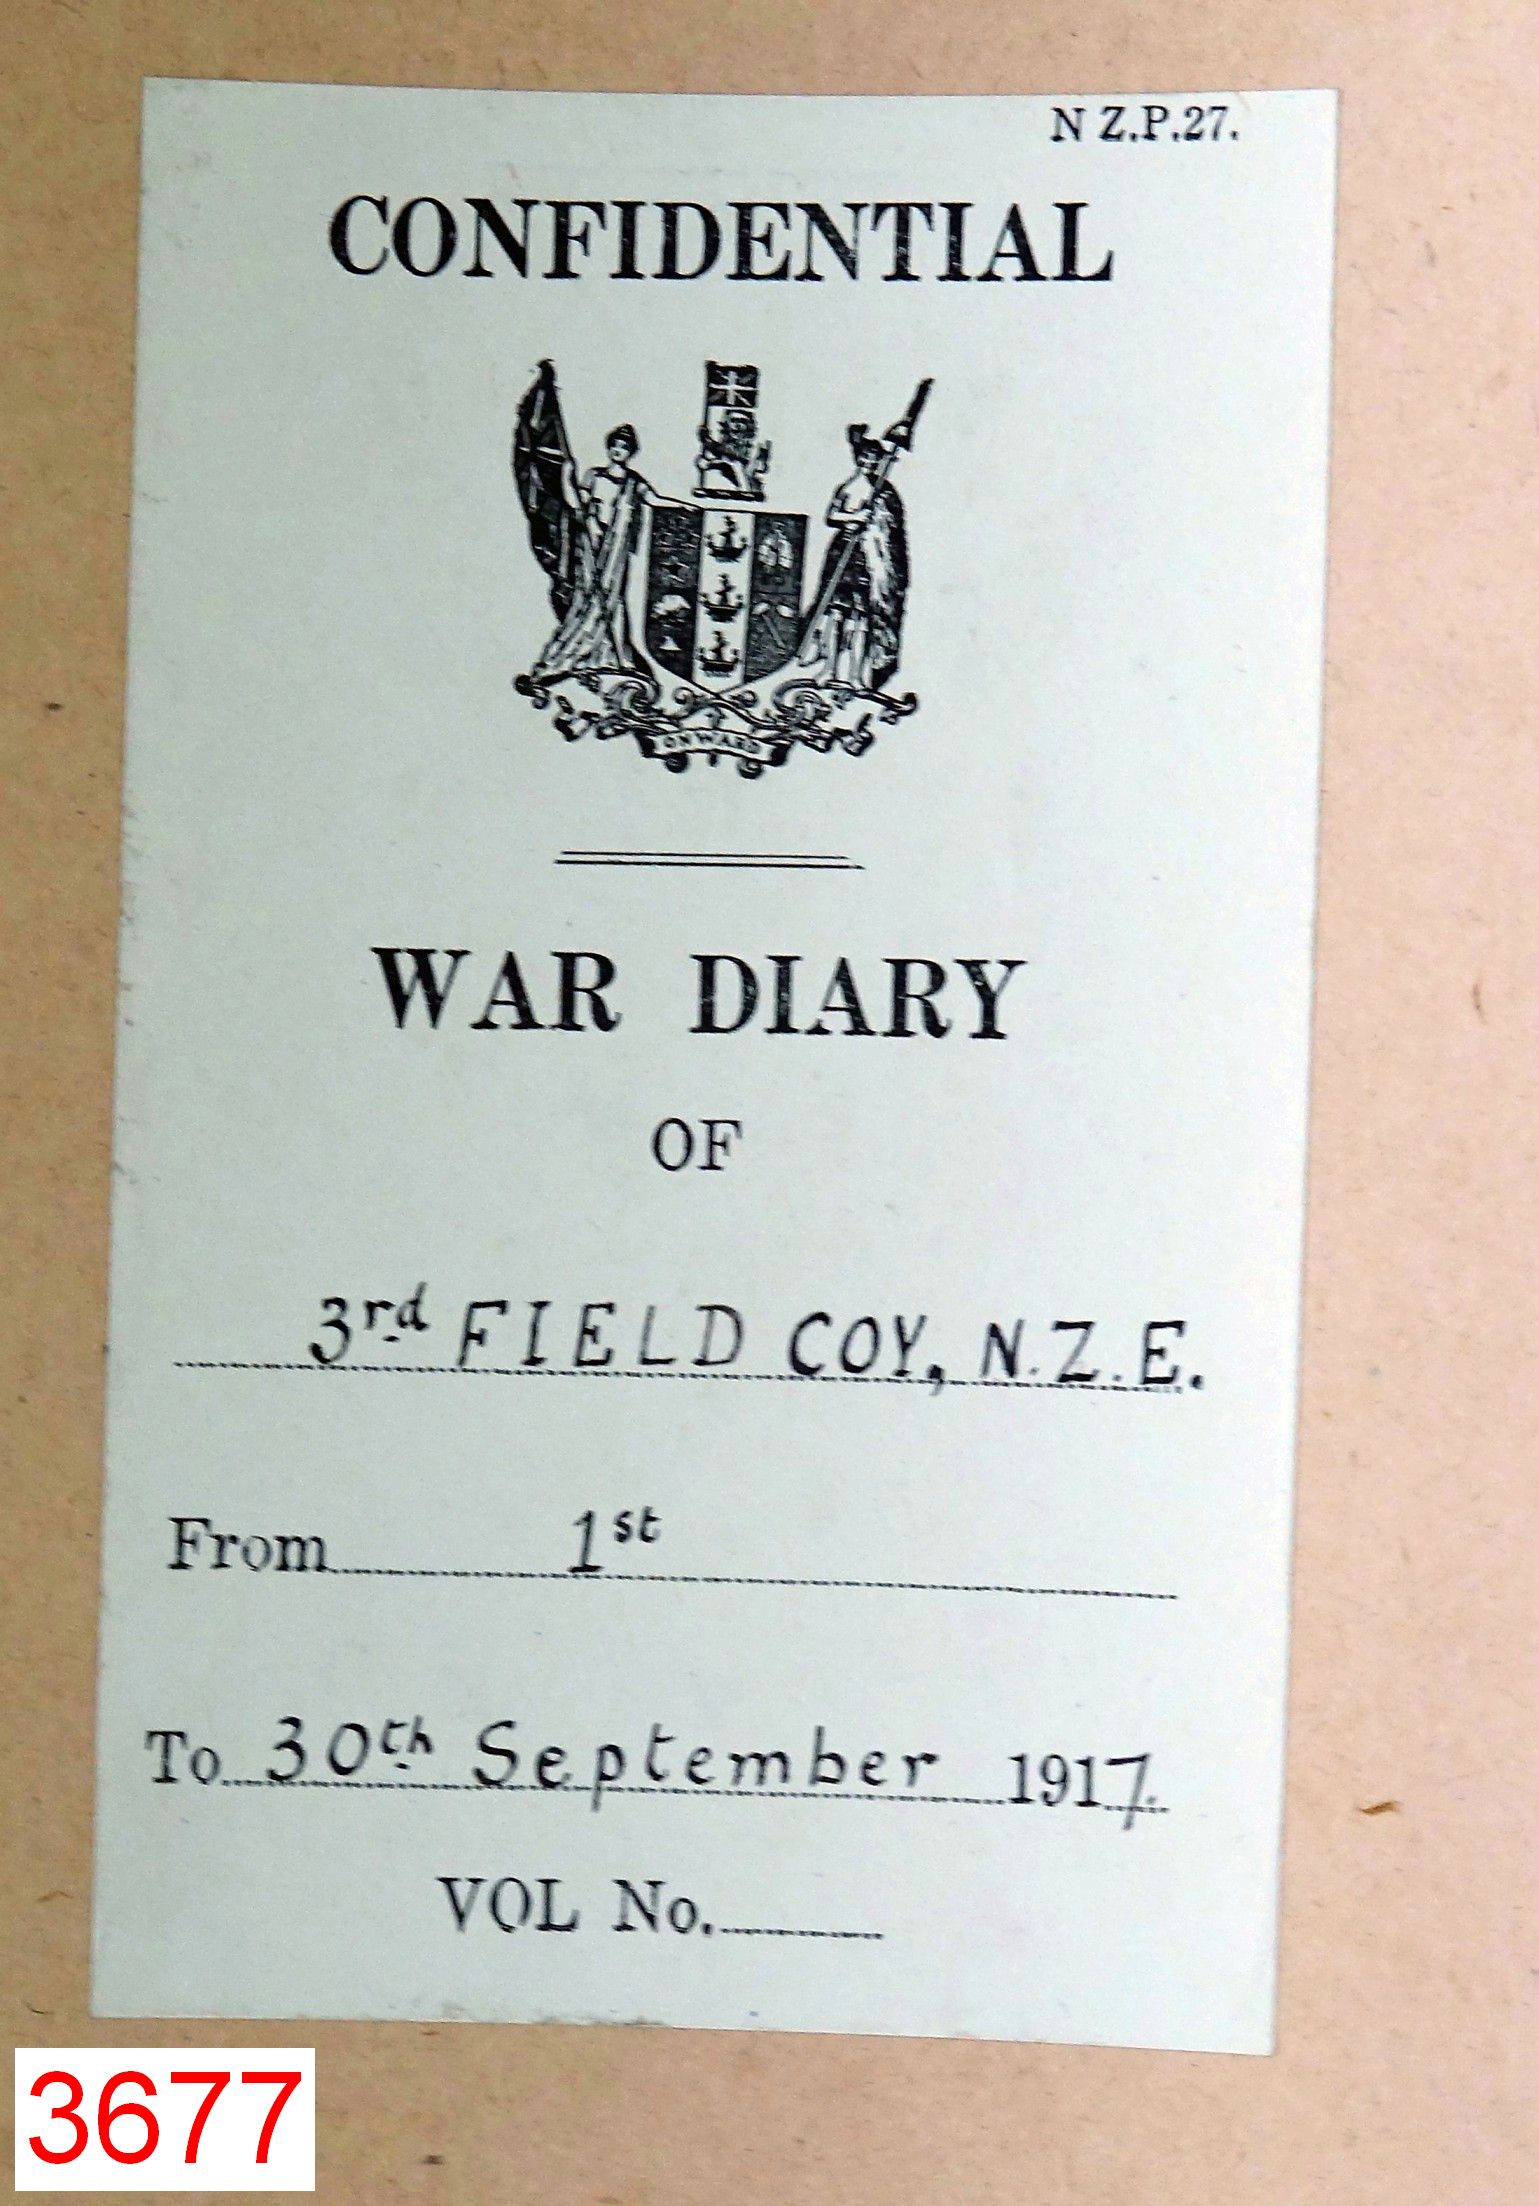 N Z.P.27.
CONFIDENTIAL
ONWARD
WAR DIARY
OF
3rd FIELD COY, N.Z.E.
From 1st
To 30th September 1917.
VOL No.
3677